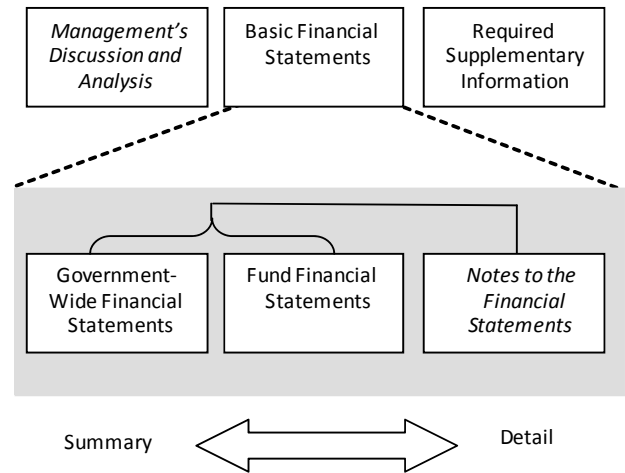 Management's
Discussion and
Analysis
Basic Financial
Statements
Required
Supplementary
Information
Government-
Wide Financial
Statements
Fund Financial
Statements
Notes to the
Financial
Statements
Summary
Detail